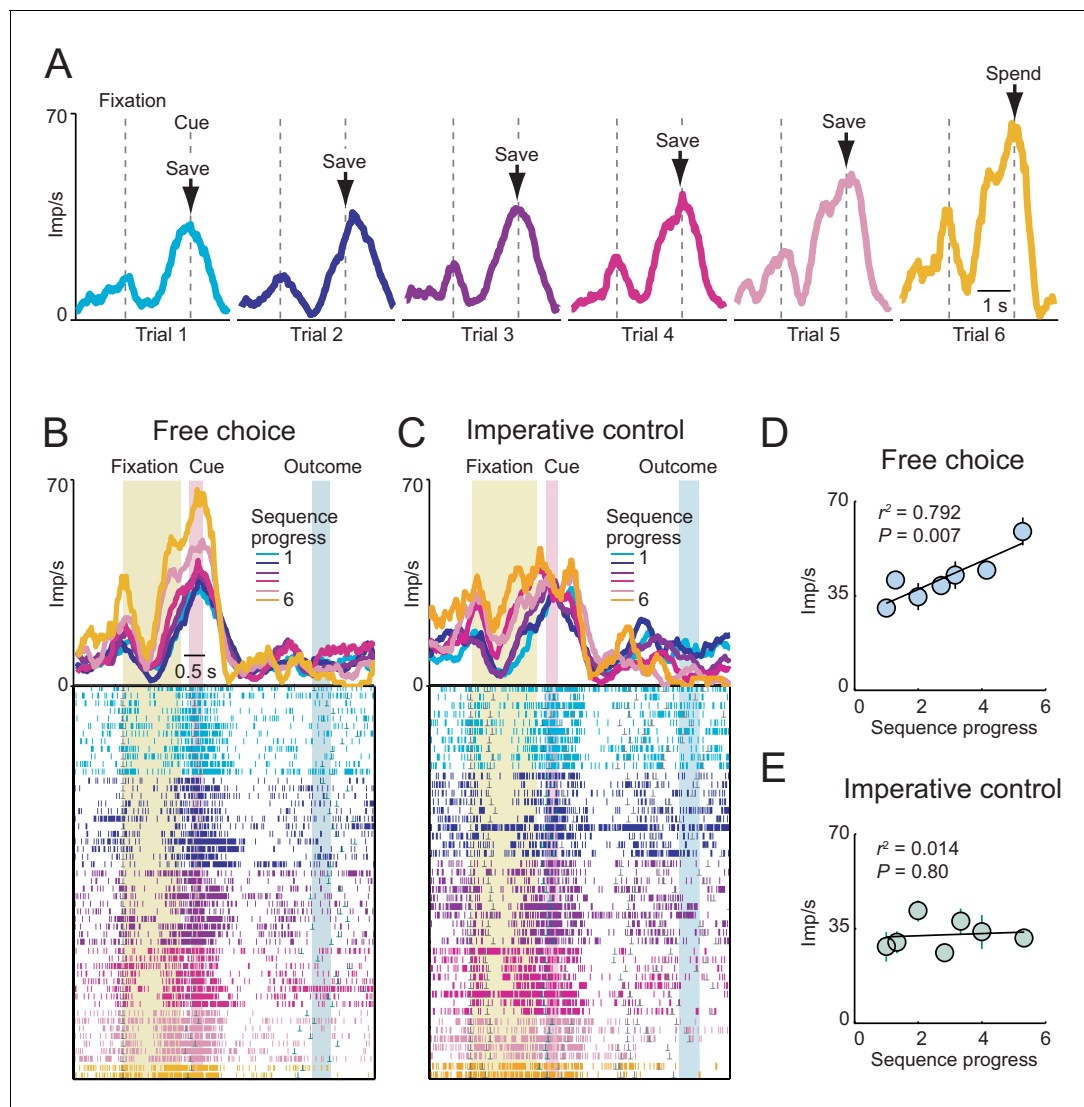 A
Spend
Fixation
70
Cue
Save
Save
Save
Save
Save
Imp/s
1 s
0
Trial 1
Trial 2
Trial 3
Trial 4
Trial 5
Trial 6
B
Free choice
Fixation
Cue
Outcome
70
Sequence
progress
1
6
Imp/s
0.5 s
0
C
Imperative control
Fixation
Cue
Outcome
70
Sequence
progress
1
6
Imp/s
0
D
Free choice
70
r² = 0.792
P = 0.007
Imp/s
35
0
0 2 4 6
Sequence progress
E
Imperative control
70
r² = 0.014
P = 0.80
Imp/s
35
0
0 2 4 6
Sequence progress